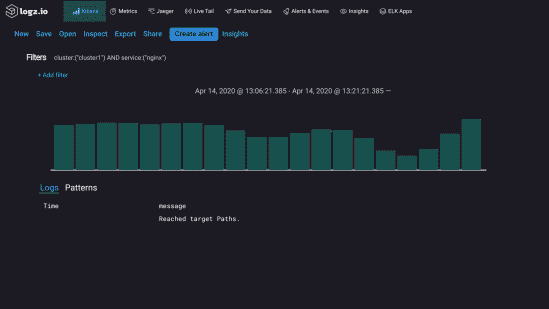 logz.io
Kibana Metrics Jaeger Live Tail Send Your Data Alerts & Events Insights ELK Apps
New Save Open Inspect Export Share Create alert Insights
Filters cluster:("cluster1") AND service:("nginx")
+ Add filter
Apr 14, 2020 @ 13:06:21.385 - Apr 14, 2020 @ 13:21:21.385 —
Logs Patterns
Time message
Reached target Paths.